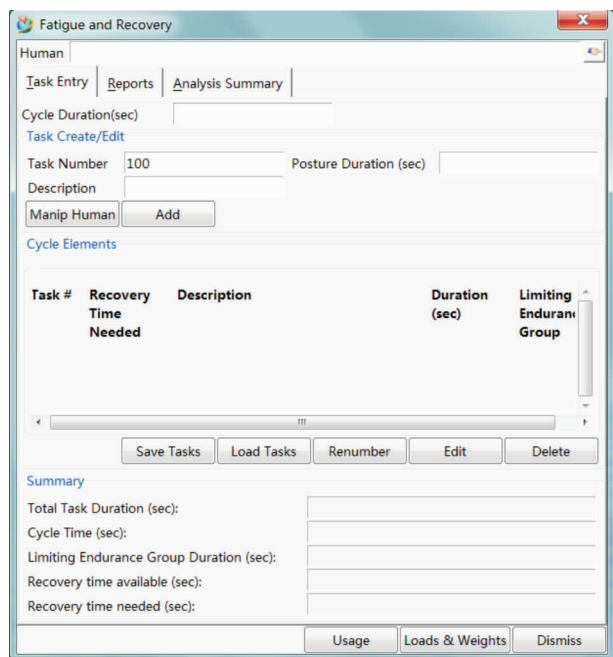 Fatigue and Recovery
Human
Task Entry Reports Analysis Summary
Cycle Duration(sec)
Task Create/Edit
Task Number 100 Posture Duration (sec)
Description
Manip Human Add
Cycle Elements
Task # Recovery Description Duration Limiting
Time (sec) Enduran
Needed Group
Save Tasks Load Tasks Renumber Edit Delete
Summary
Total Task Duration (sec):
Cycle Time (sec):
Limiting Endurance Group Duration (sec):
Recovery time available (sec):
Recovery time needed (sec):
Usage Loads & Weights Dismiss